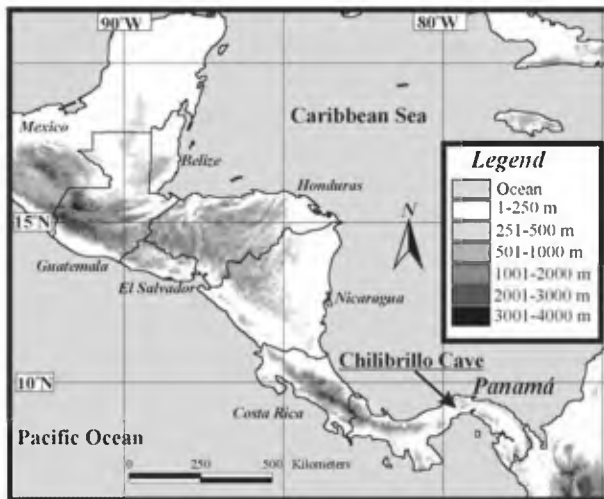 90°W
80°W
Caribbean Sea
Mexico
Belize
Honduras
Legend
Ocean
1-250 m
251-500 m
501-1000 m
1001-2000 m
2001-3000 m
3001-4000 m
N
15°N
Guatemala
El Salvador
Nicaragua
Chilibrillo Cave
10°N
Panamá
Costa Rica
Pacific Ocean
0 250 500 Kilometers